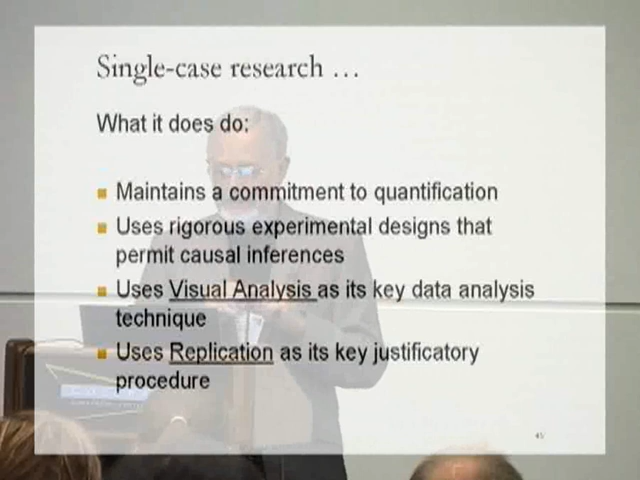 Single-case research …
What it does do:
Maintains a commitment to quantification
Uses rigorous experimental designs that
permit causal inferences
Uses Visual Analysis as its key data analysis
technique
Uses Replication as its key justificatory
procedure